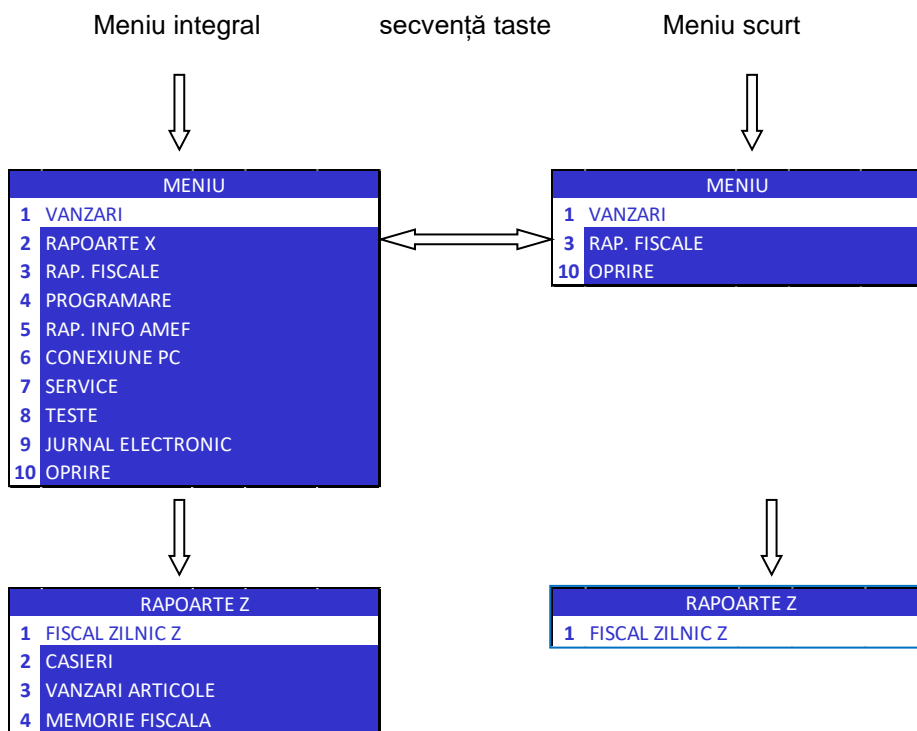 Meniu integral secvență taste Meniu scurt
MENIU
1 VANZARI
2 RAPOARTE X
3 RAP. FISCALE
4 PROGRAMARE
5 RAP. INFO AMEF
6 CONEXIUNE PC
7 SERVICE
8 TESTE
9 JURNAL ELECTRONIC
10 OPRIRE
MENIU
1 VANZARI
3 RAP. FISCALE
10 OPRIRE
RAPOARTE Z
1 FISCAL ZILNIC Z
2 CASIERI
3 VANZARI ARTICOLE
4 MEMORIE FISCALA
RAPOARTE Z
1 FISCAL ZILNIC Z